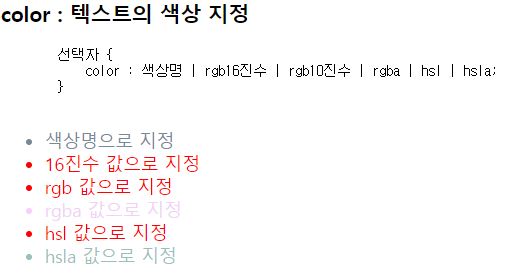 color : 텍스트의 색상 지정
선택자 {
color : 색상명 | rgb16진수 | rgb10진수 | rgba | hsl | hsla;
}
색상명으로 지정
16진수 값으로 지정
rgb 값으로 지정
rgba 값으로 지정
hsl 값으로 지정
hsla 값으로 지정